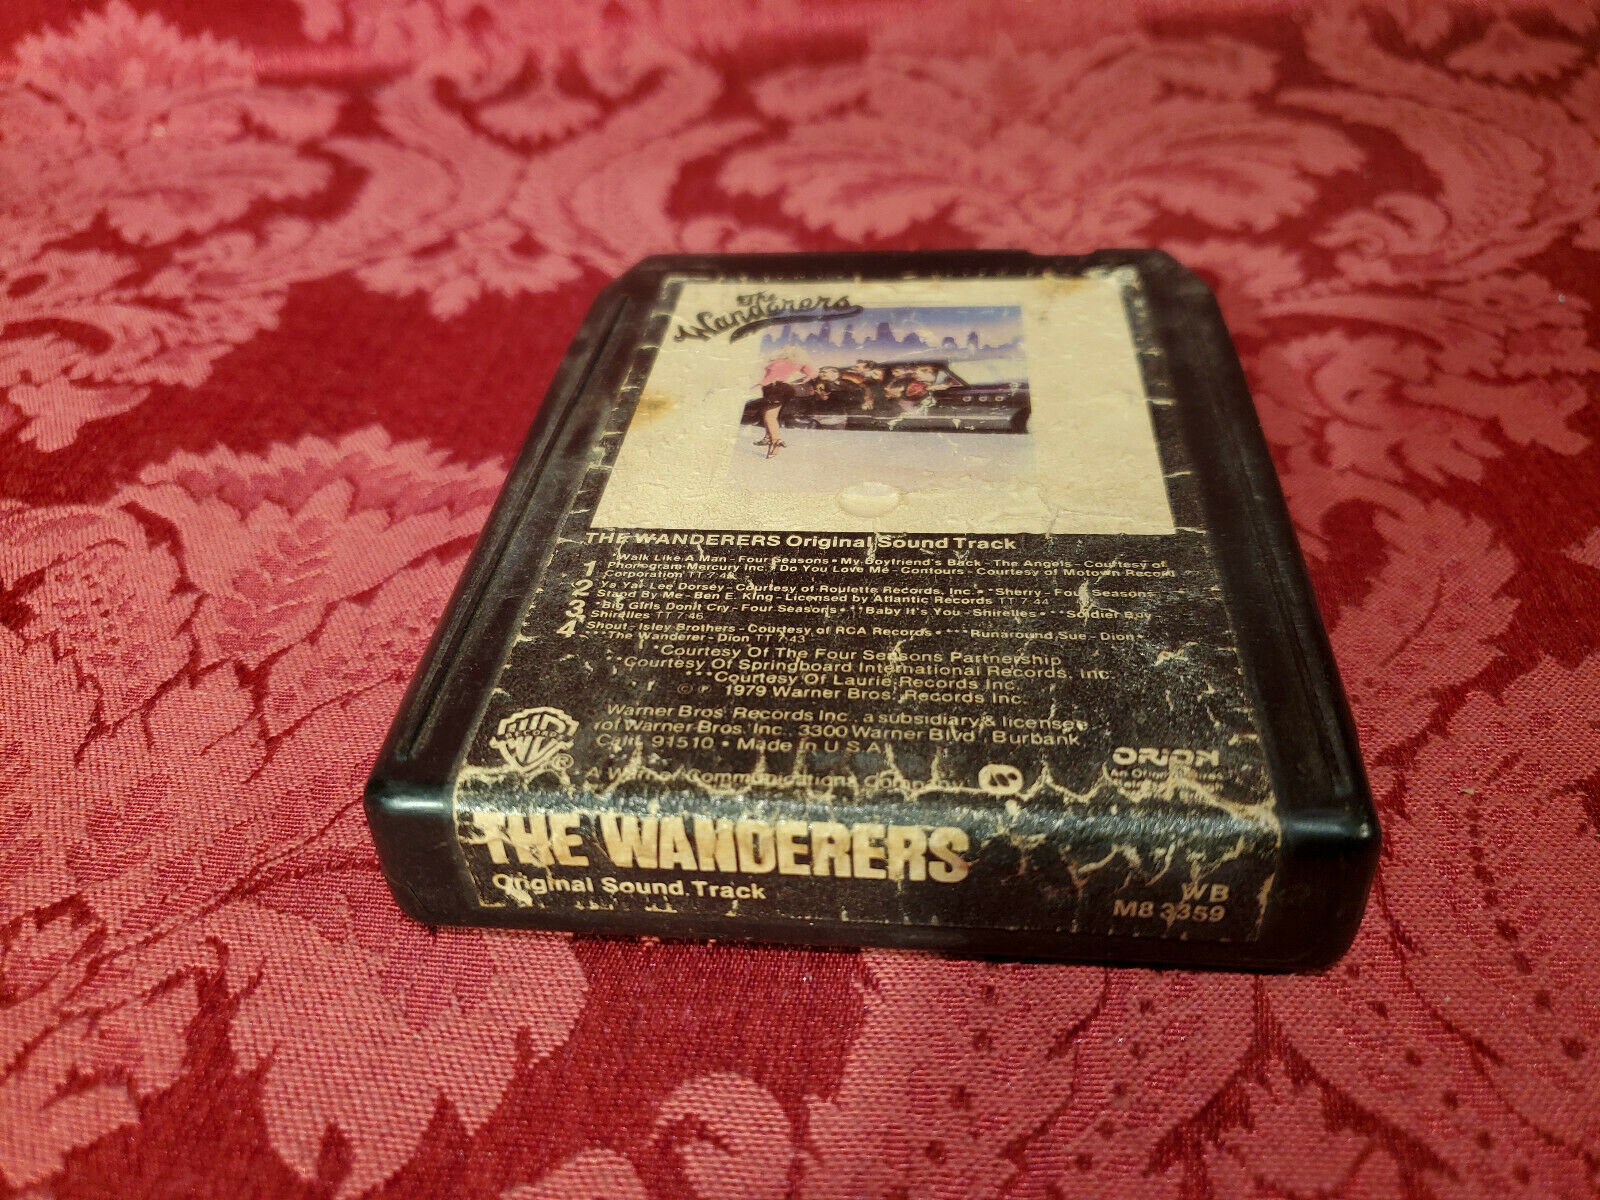 The
Wanderers
THE WANDERERS Original Sound Track
1 *Walk Like A Man - Four Seasons • My Boyfriend's Back - The Angels - Courtesy of
Phonogram-Mercury Inc. • Do You Love Me - Contours - Courtesy of Motown Record
Corporation TT 7:48
2 Ya Ya - Lee Dorsey - Courtesy of Roulette Records, Inc. • *Sherry - Four Seasons
Stand By Me - Ben E. King - Licensed by Atlantic Records TT 7:44
3 *Big Girls Don't Cry - Four Seasons • **Baby It's You - Shirelles • **Soldier Boy
Shirelles TT 7:46
4 Shout - Isley Brothers - Courtesy of RCA Records • ***Runaround Sue - Dion •
***The Wanderer - Dion TT 7:43
*Courtesy Of The Four Seasons Partnership
**Courtesy Of Springboard International Records, Inc.
***Courtesy Of Laurie Records Inc.
© ℗ 1979 Warner Bros. Records Inc.
Warner Bros. Records Inc., a subsidiary & licensee
of Warner Bros. Inc., 3300 Warner Blvd., Burbank
Calif. 91510 • Made in U.S.A.
A Warner Communications Company
WB RECORDS ®
ORION
An Orion
THE WANDERERS
Original Sound Track
WB
M8 3359